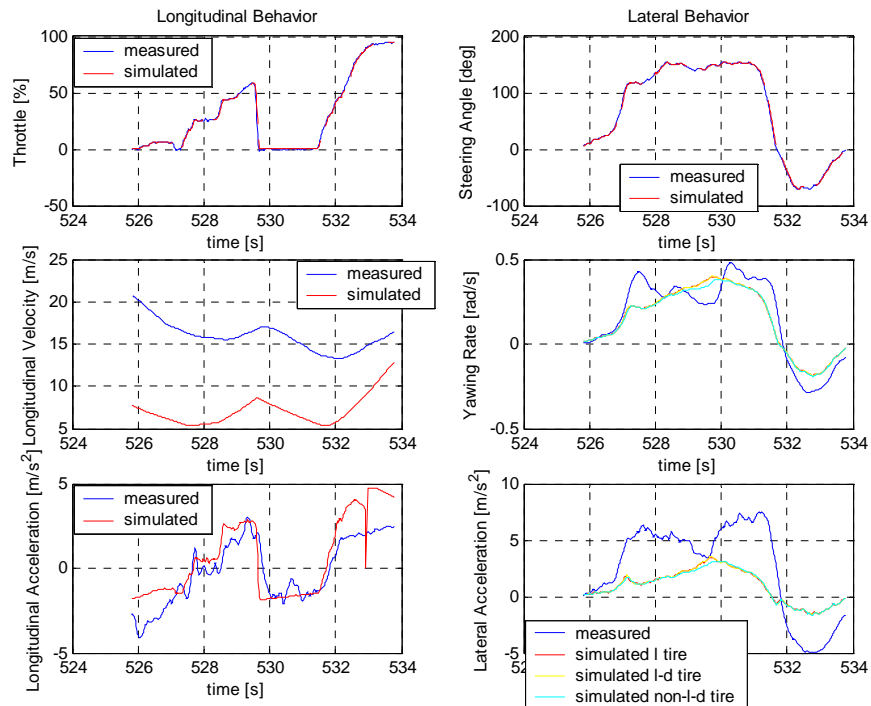 Longitudinal Behavior
Throttle [%]
100
50
0
-50
measured
simulated
524 526 528 530 532 534
time [s]
Lateral Behavior
Steering Angle [deg]
200
100
0
-100
measured
simulated
524 526 528 530 532 534
time [s]
Longitudinal Velocity [m/s]
25
20
15
10
5
measured
simulated
524 526 528 530 532 534
time [s]
Yawing Rate [rad/s]
0.5
0
-0.5
524 526 528 530 532 534
time [s]
Longitudinal Acceleration [m/s²]
5
0
-5
measured
simulated
524 526 528 530 532 534
Lateral Acceleration [m/s²]
10
5
0
-5
measured
simulated l tire
simulated l-d tire
simulated non-l-d tire
524 532 534